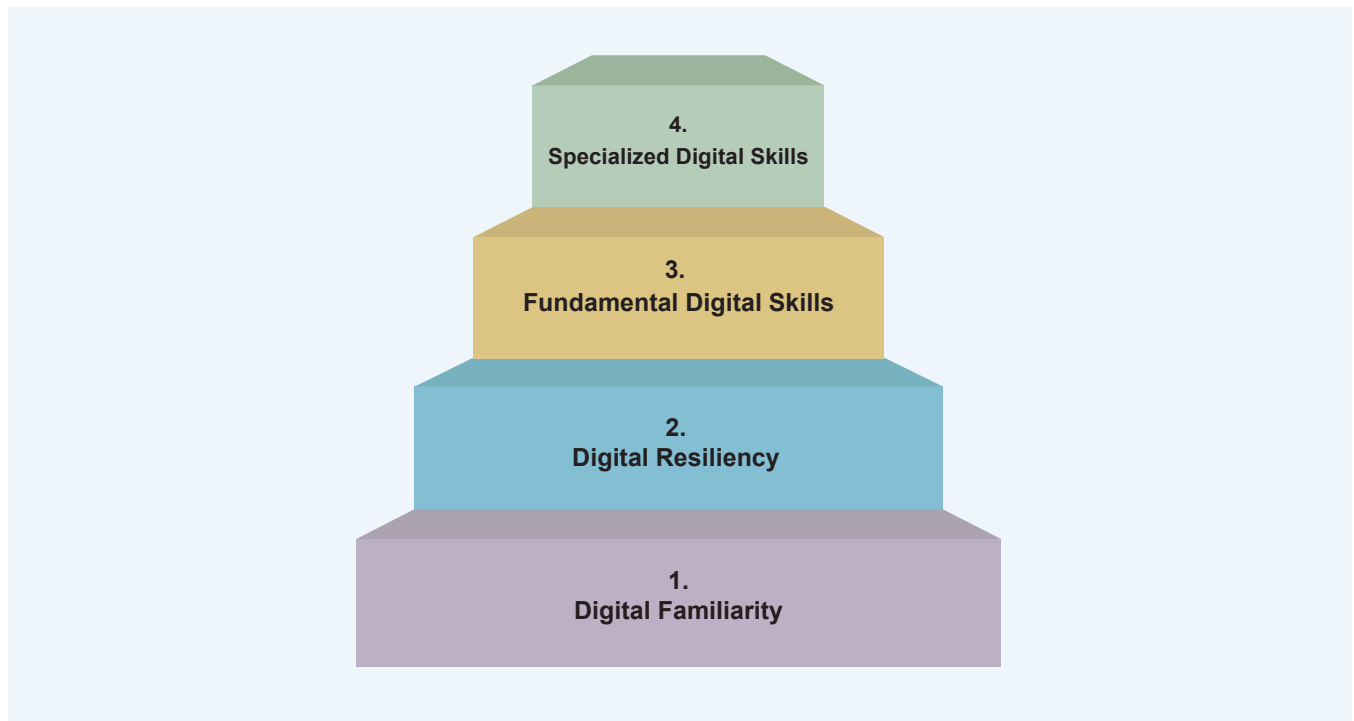 4.
Specialized Digital Skills
3.
Fundamental Digital Skills
2.
Digital Resiliency
1.
Digital Familiarity